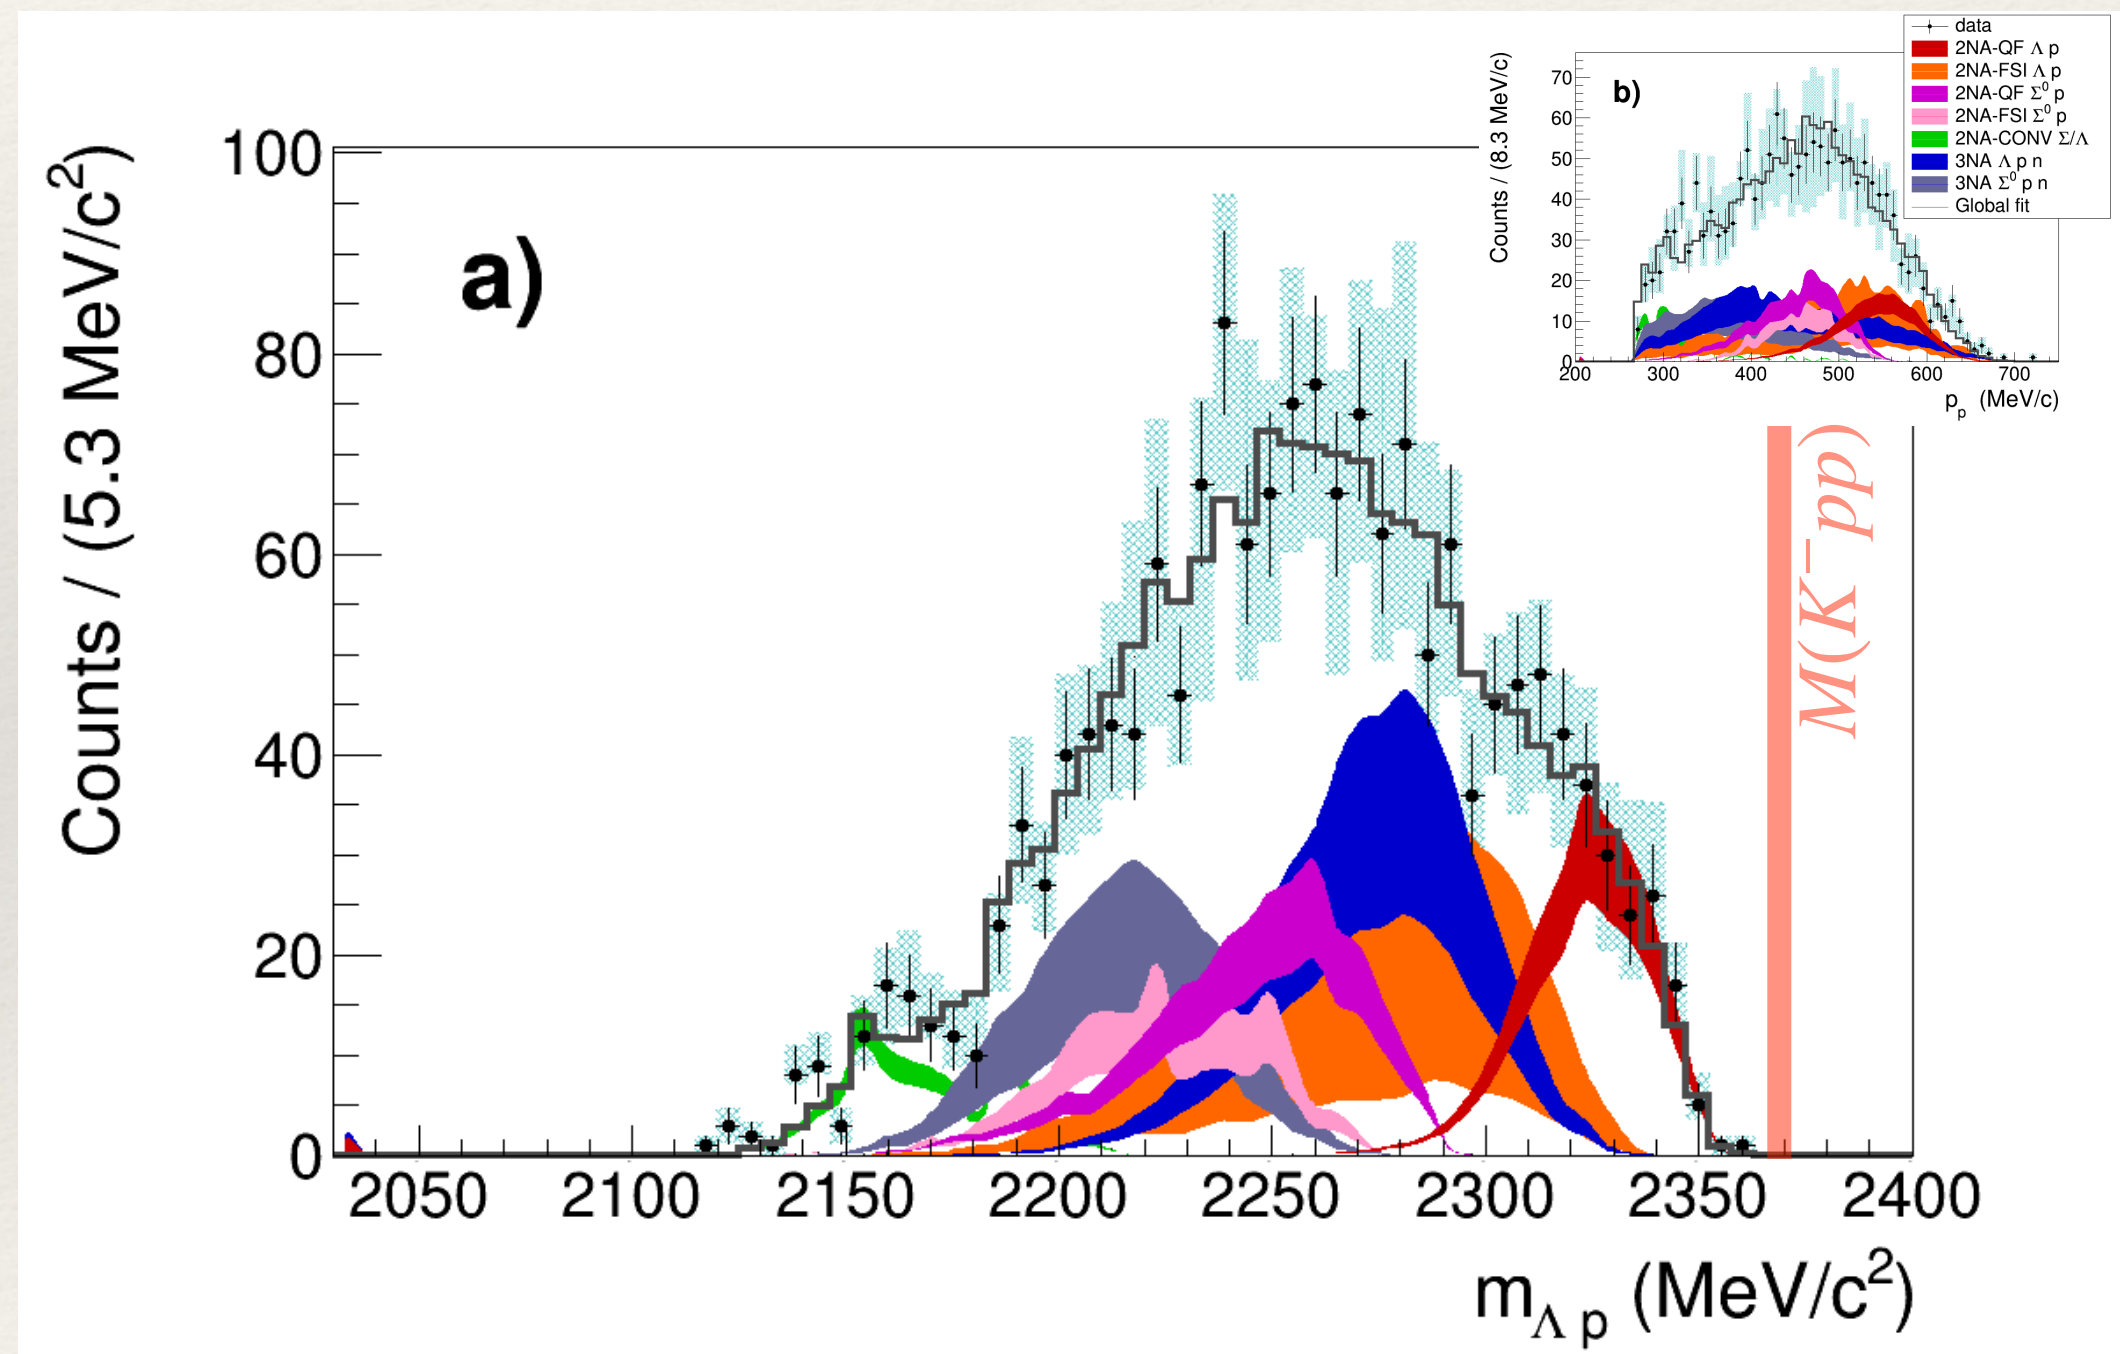 Counts / (5.3 MeV/c²)
100
80
60
40
20
0
a)
2050 2100 2150 2200 2250 2300 2350 2400
m_Λ p (MeV/c²)
M(K⁻pp)
Counts / (8.3 MeV/c)
70
60
50
40
30
20
10
0
b)
200 300 400 500 600 700
p_p (MeV/c)
data
2NA-QF Λ p
2NA-FSI Λ p
2NA-QF Σ⁰ p
2NA-FSI Σ⁰ p
2NA-CONV Σ/Λ
3NA Λ p n
3NA Σ⁰ p n
Global fit